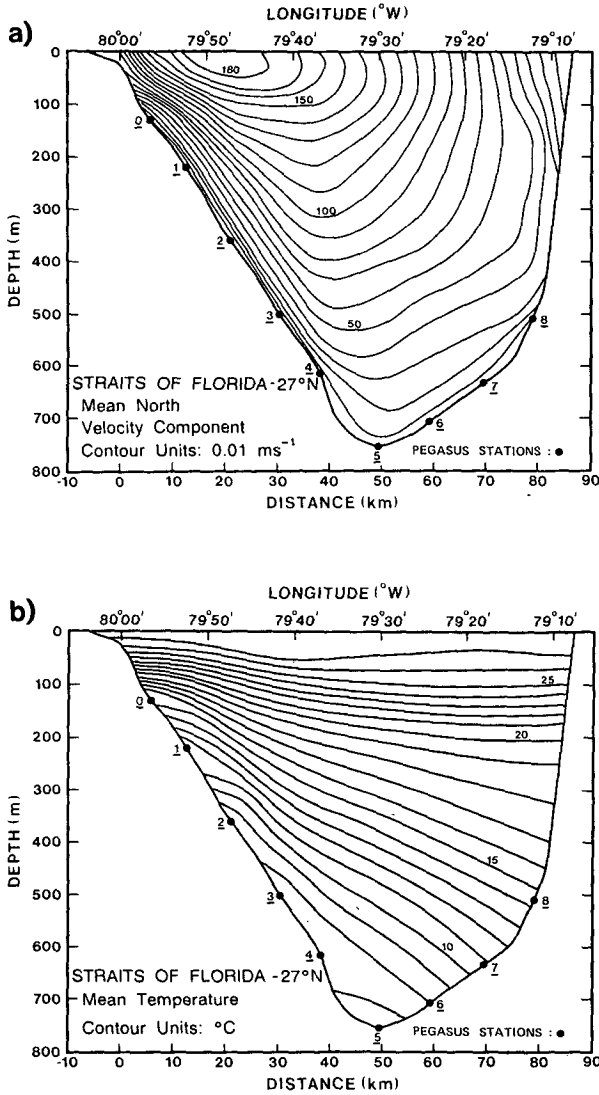 a)
LONGITUDE (°W)
80°00' 79°50' 79°40' 79°30' 79°20' 79°10'
0
100
200
300
400
500
600
700
800
DEPTH (m)
180
150
100
50
0
1
2
3
4
5
6
7
8
STRAITS OF FLORIDA-27°N
Mean North
Velocity Component
Contour Units: 0.01 ms⁻¹
PEGASUS STATIONS :
-10 0 10 20 30 40 50 60 70 80 90
DISTANCE (km)
b)
LONGITUDE (°W)
80°00' 79°50' 79°40' 79°30' 79°20' 79°10'
0
100
200
300
400
500
600
700
800
DEPTH (m)
25
20
15
10
0
1
2
3
4
5
6
7
8
STRAITS OF FLORIDA-27°N
Mean Temperature
Contour Units: °C
PEGASUS STATIONS :
-10 0 10 20 30 40 50 60 70 80 90
DISTANCE (km)